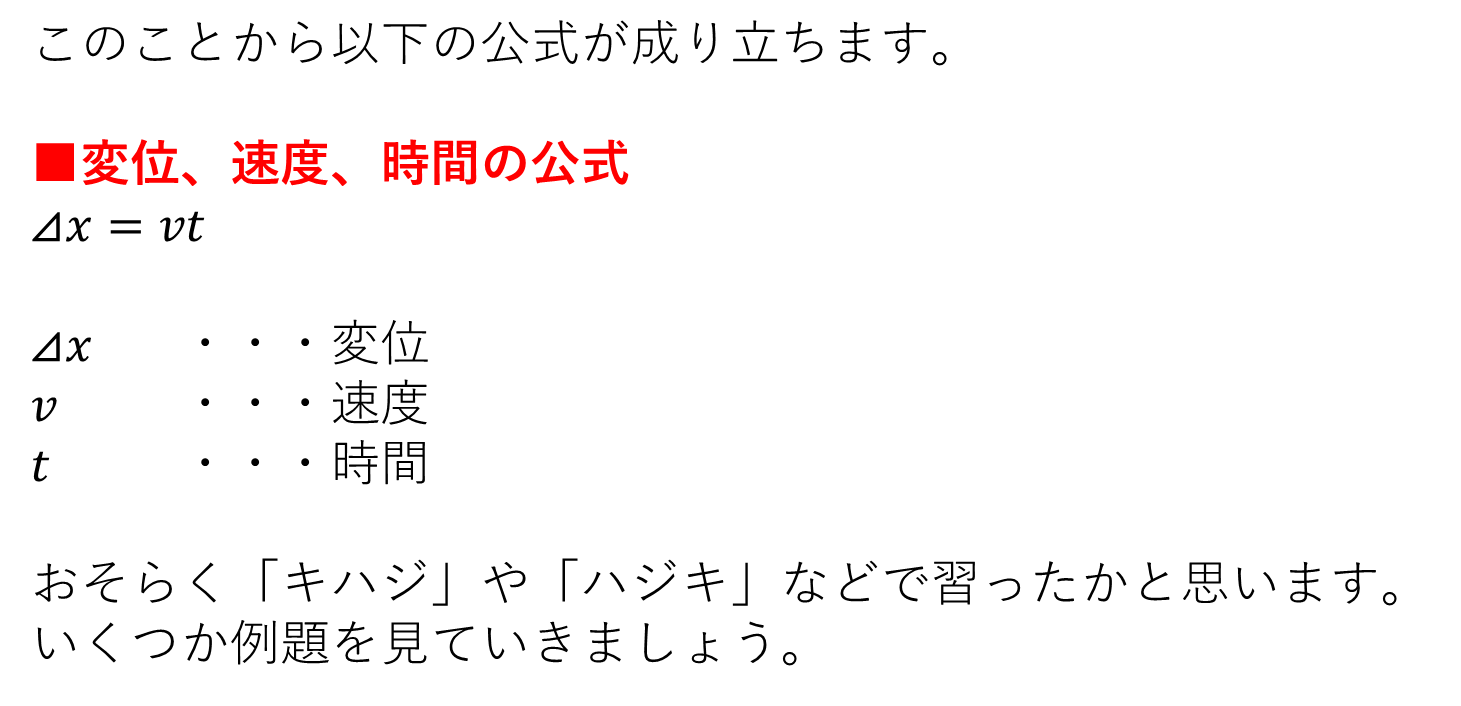 このことから以下の公式が成り立ちます。
■変位、速度、時間の公式
⊿x = vt
⊿x ・・・変位
v ・・・速度
t ・・・時間
おそらく「キハジ」や「ハジキ」などで習ったかと思います。
いくつか例題を見ていきましょう。